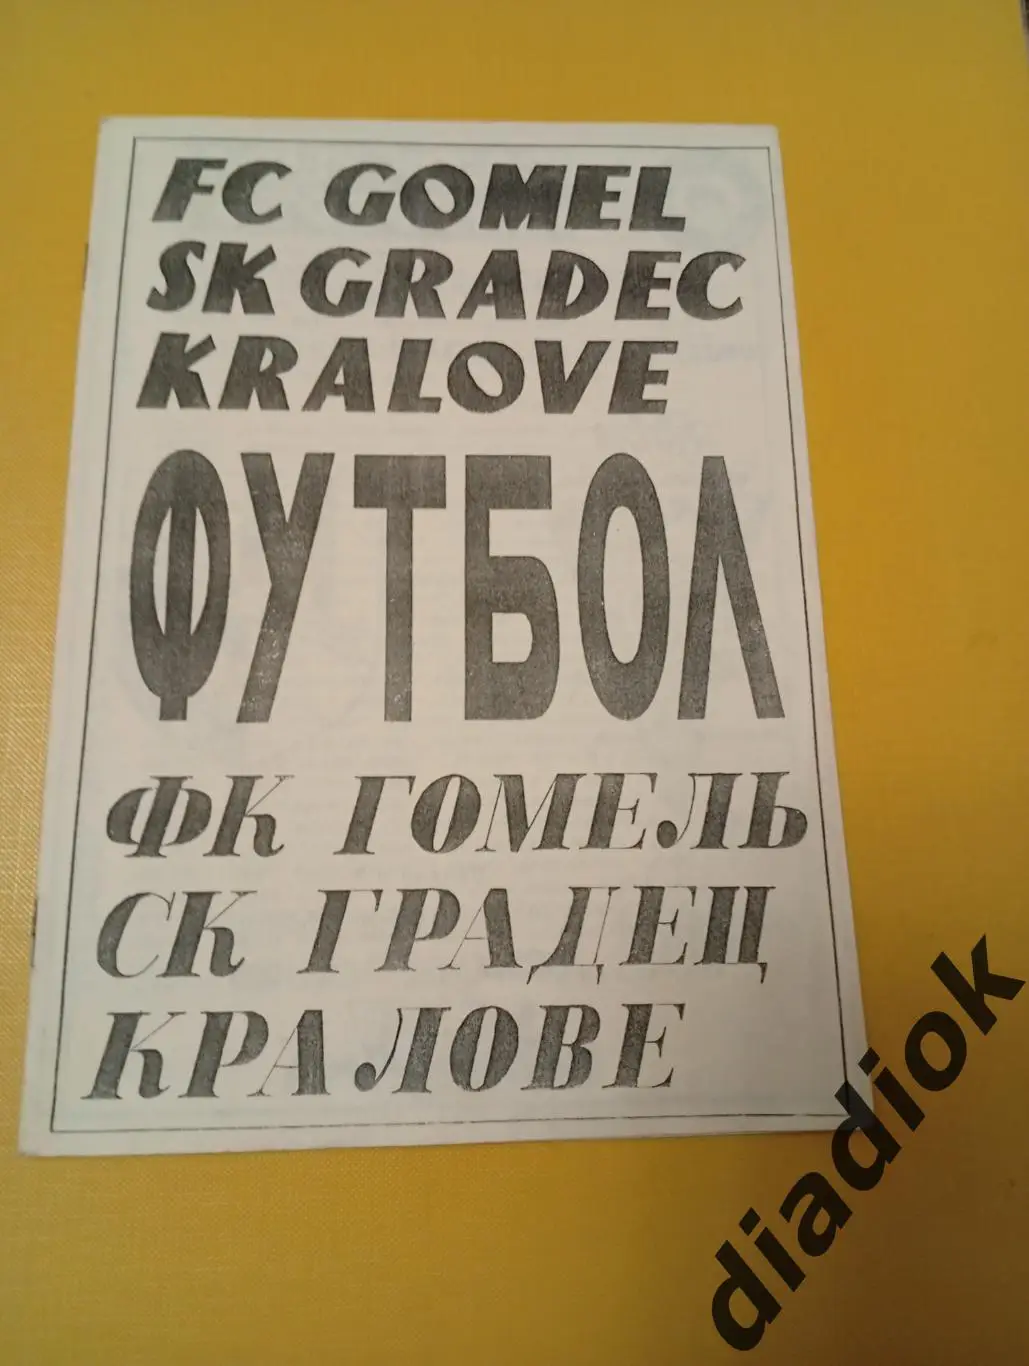 FC GOMEL
SK GRADEC
KRALOVE
ФУТБОЛ
ФК ГОМЕЛЬ
СК ГРАДЕЦ
КРАЛОВЕ
diadiok